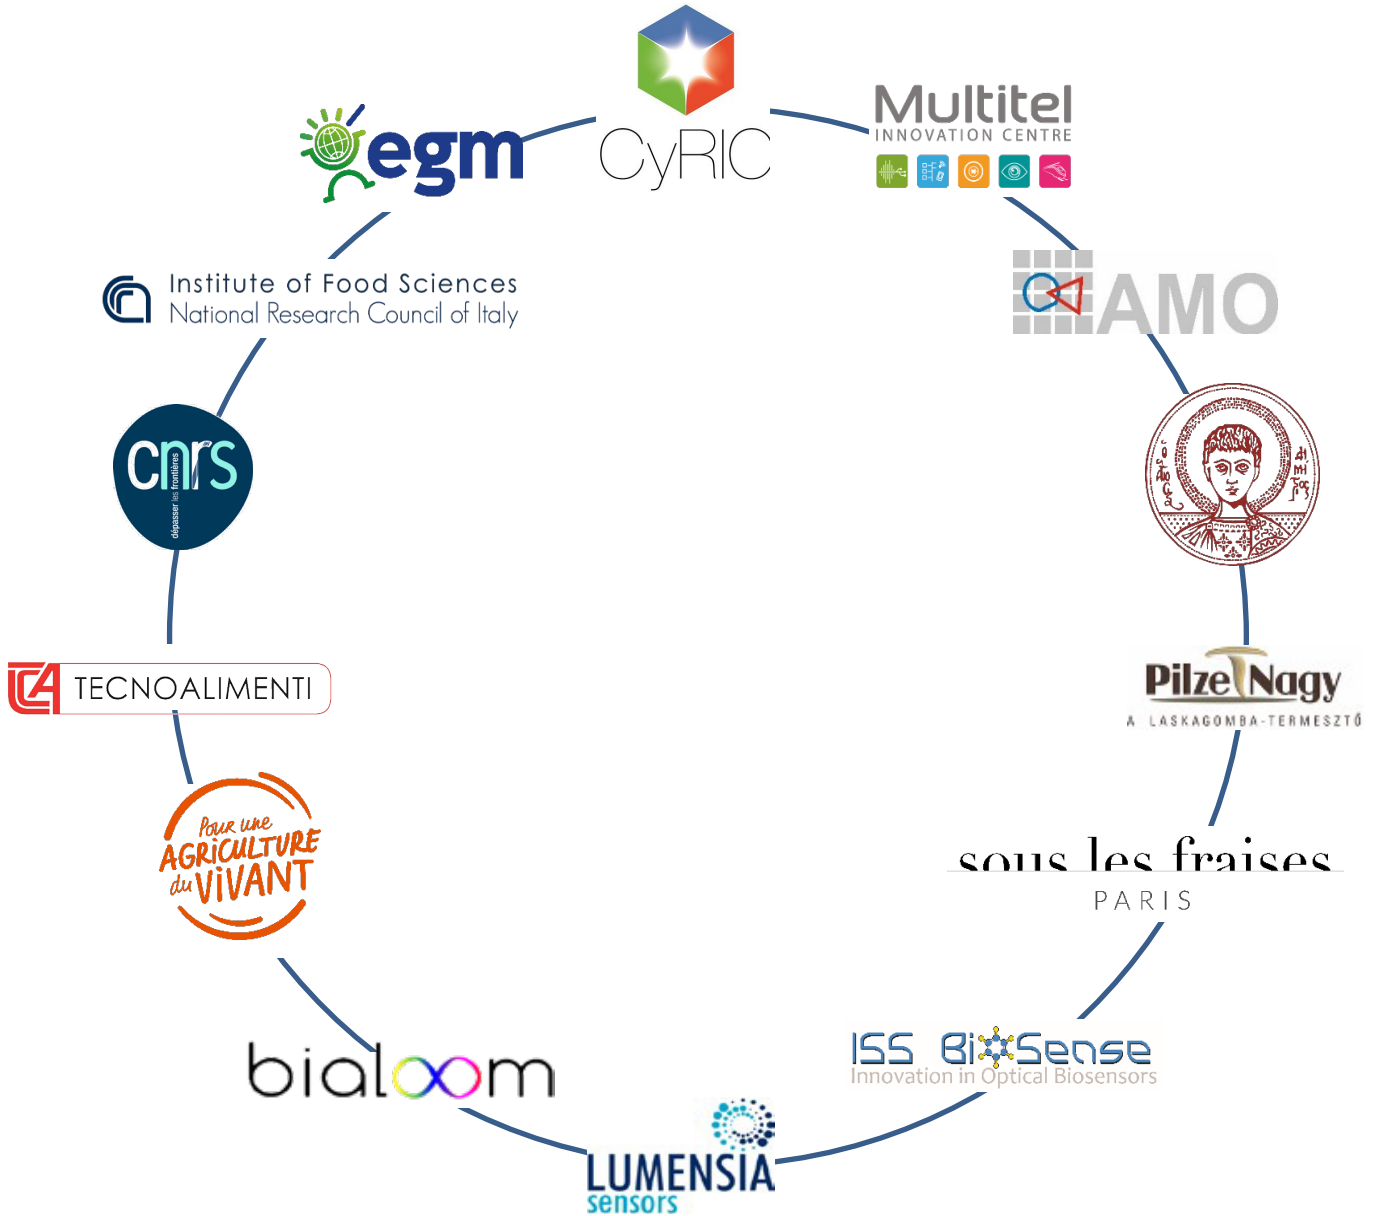 CyRIC
Multitel
INNOVATION CENTRE
egm
AMO
Institute of Food Sciences
National Research Council of Italy
cnrs
dépasser les frontières
Pilze Nagy
A LASKAGOMBA-TERMESZTŐ
TCA TECNOALIMENTI
Pour une
AGRiCULTURE
du ViVANT
sous les fraises
PARIS
ISS BiOSense
Innovation in Optical Biosensors
bialoom
LUMENSIA
sensors